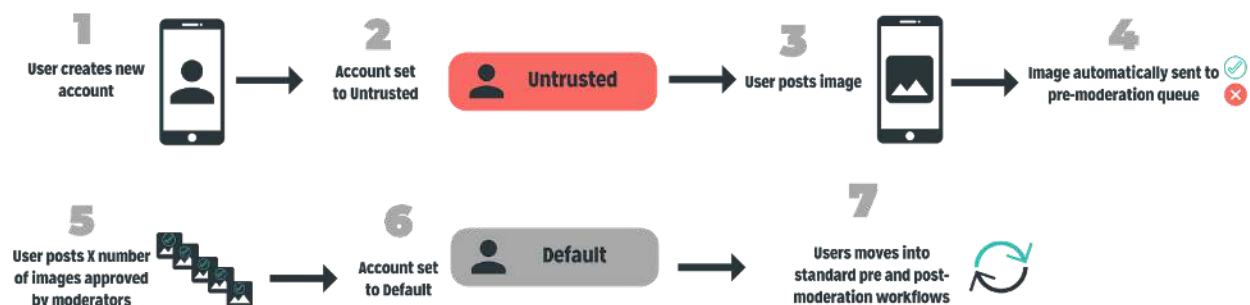 1
User creates new
account
2
Account set
to Untrusted
Untrusted
3
User posts image
4
Image automatically sent to
pre-moderation queue
5
User posts X number
of images approved
by moderators
6
Account set
to Default
Default
7
Users moves into
standard pre and post-
moderation workflows